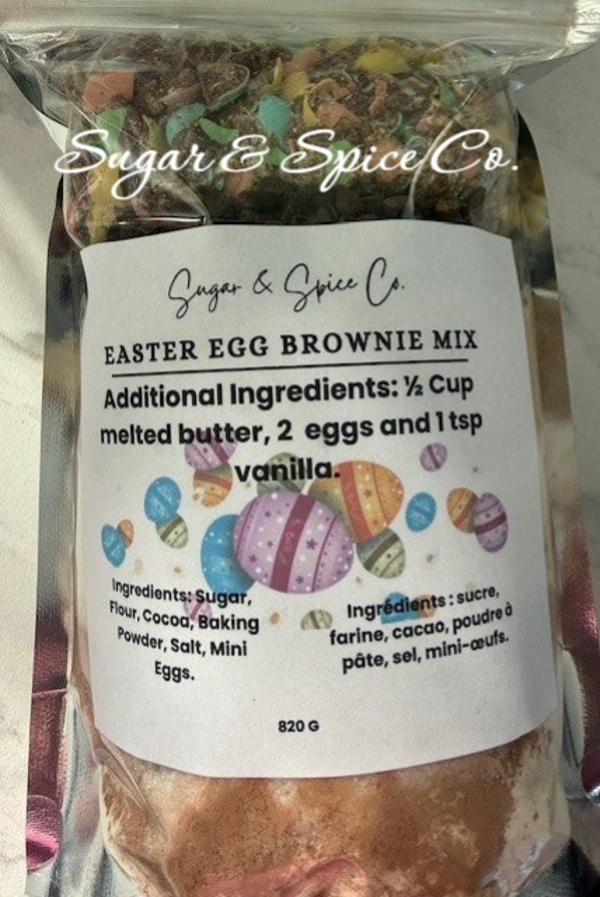 Sugar & Spice Co.
Sugar & Spice Co.
EASTER EGG BROWNIE MIX
Additional Ingredients: ½ Cup
melted butter, 2 eggs and 1 tsp
vanilla.
Ingredients: Sugar,
Flour, Cocoa, Baking
Powder, Salt, Mini
Eggs.
Ingrédients : sucre,
farine, cacao, poudre à
pâte, sel, mini-œufs.
820 G